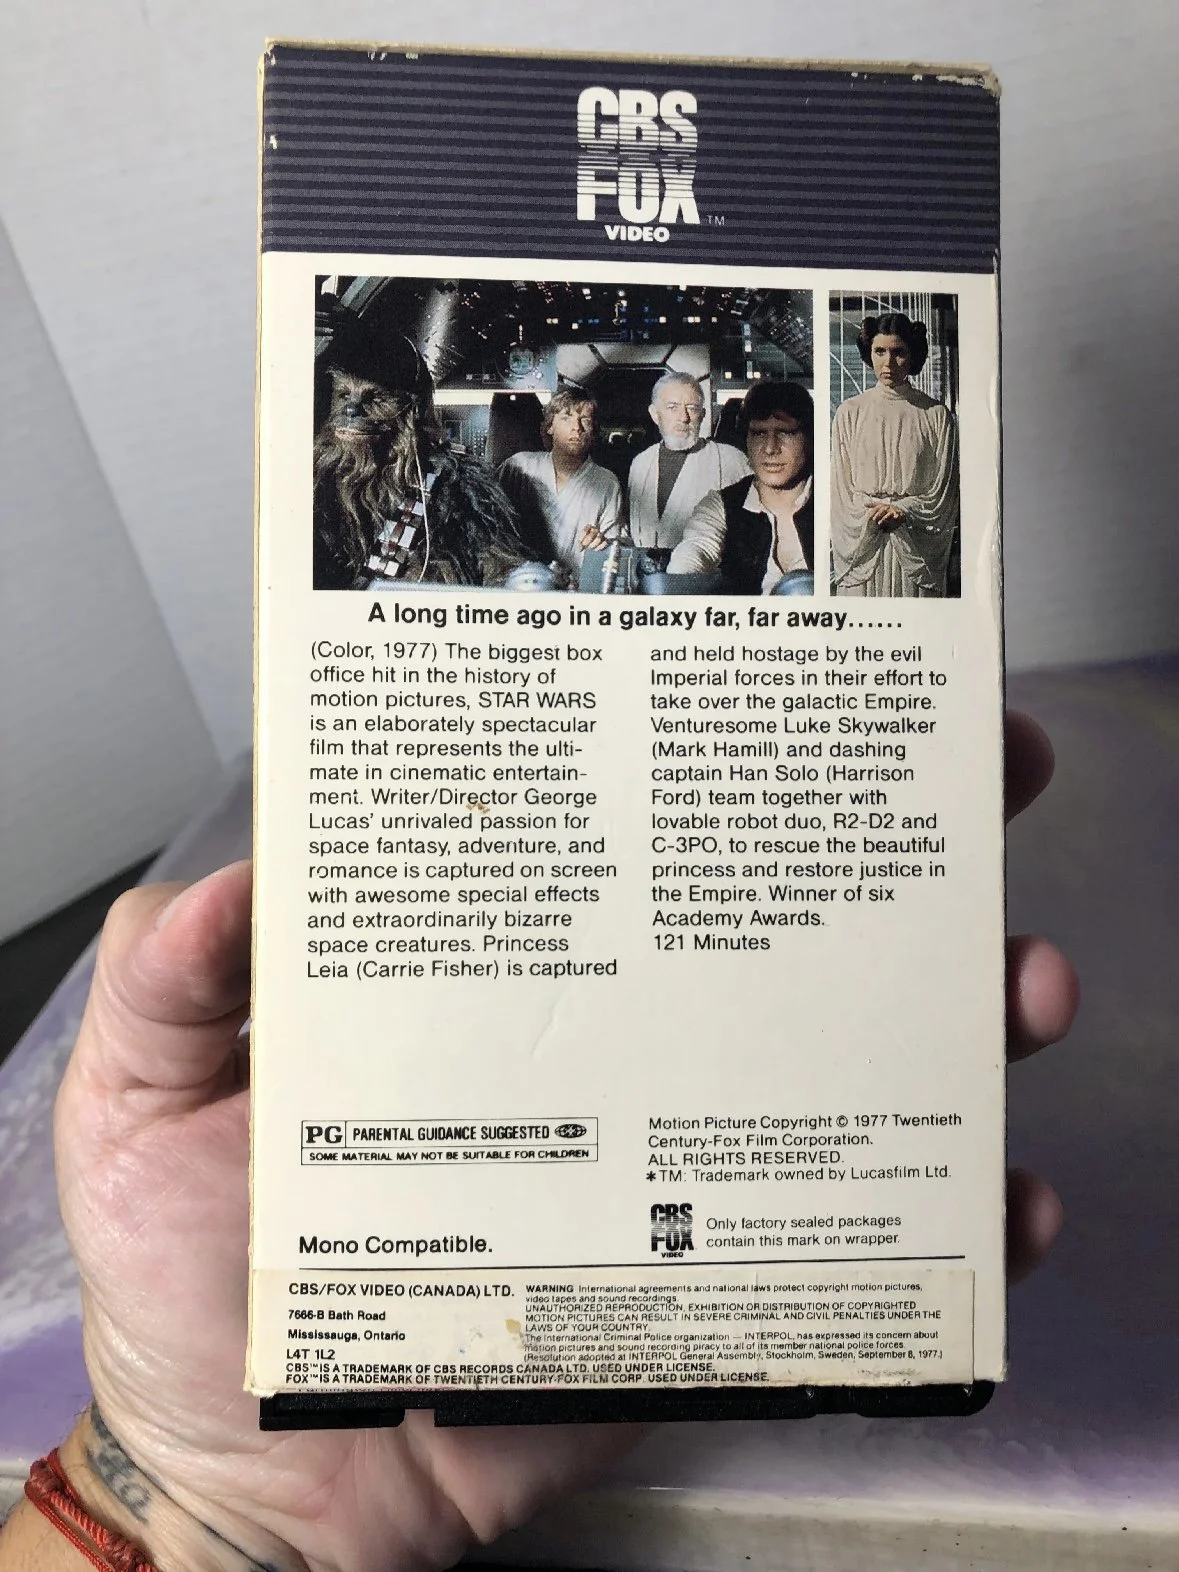 CBS
FOX
TM
VIDEO
A long time ago in a galaxy far, far away......
(Color, 1977) The biggest box
office hit in the history of
motion pictures, STAR WARS
is an elaborately spectacular
film that represents the ulti-
mate in cinematic entertain-
ment. Writer/Director George
Lucas' unrivaled passion for
space fantasy, adventure, and
romance is captured on screen
with awesome special effects
and extraordinarily bizarre
space creatures. Princess
Leia (Carrie Fisher) is captured
and held hostage by the evil
Imperial forces in their effort to
take over the galactic Empire.
Venturesome Luke Skywalker
(Mark Hamill) and dashing
captain Han Solo (Harrison
Ford) team together with
lovable robot duo, R2-D2 and
C-3PO, to rescue the beautiful
princess and restore justice in
the Empire. Winner of six
Academy Awards.
121 Minutes
PG PARENTAL GUIDANCE SUGGESTED
SOME MATERIAL MAY NOT BE SUITABLE FOR CHILDREN
Mono Compatible.
Motion Picture Copyright © 1977 Twentieth
Century-Fox Film Corporation.
ALL RIGHTS RESERVED.
*TM: Trademark owned by Lucasfilm Ltd.
CBS
FOX
VIDEO
Only factory sealed packages
contain this mark on wrapper.
CBS/FOX VIDEO (CANADA) LTD.
7666-B Bath Road
Mississauga, Ontario
L4T 1L2
WARNING International agreements and national laws protect copyright motion pictures,
video tapes and sound recordings.
UNAUTHORIZED REPRODUCTION, EXHIBITION OR DISTRIBUTION OF COPYRIGHTED
MOTION PICTURES CAN RESULT IN SEVERE CRIMINAL AND CIVIL PENALTIES UNDER THE
LAWS OF YOUR COUNTRY.
The International Criminal Police organization — INTERPOL, has expressed its concern about
motion pictures and sound recording piracy to all of its member national police forces.
(Resolution adopted at INTERPOL General Assembly, Stockholm, Sweden, September 8, 1977.)
CBS™ IS A TRADEMARK OF CBS RECORDS CANADA LTD. USED UNDER LICENSE.
FOX™ IS A TRADEMARK OF TWENTIETH CENTURY-FOX FILM CORP. USED UNDER LICENSE.